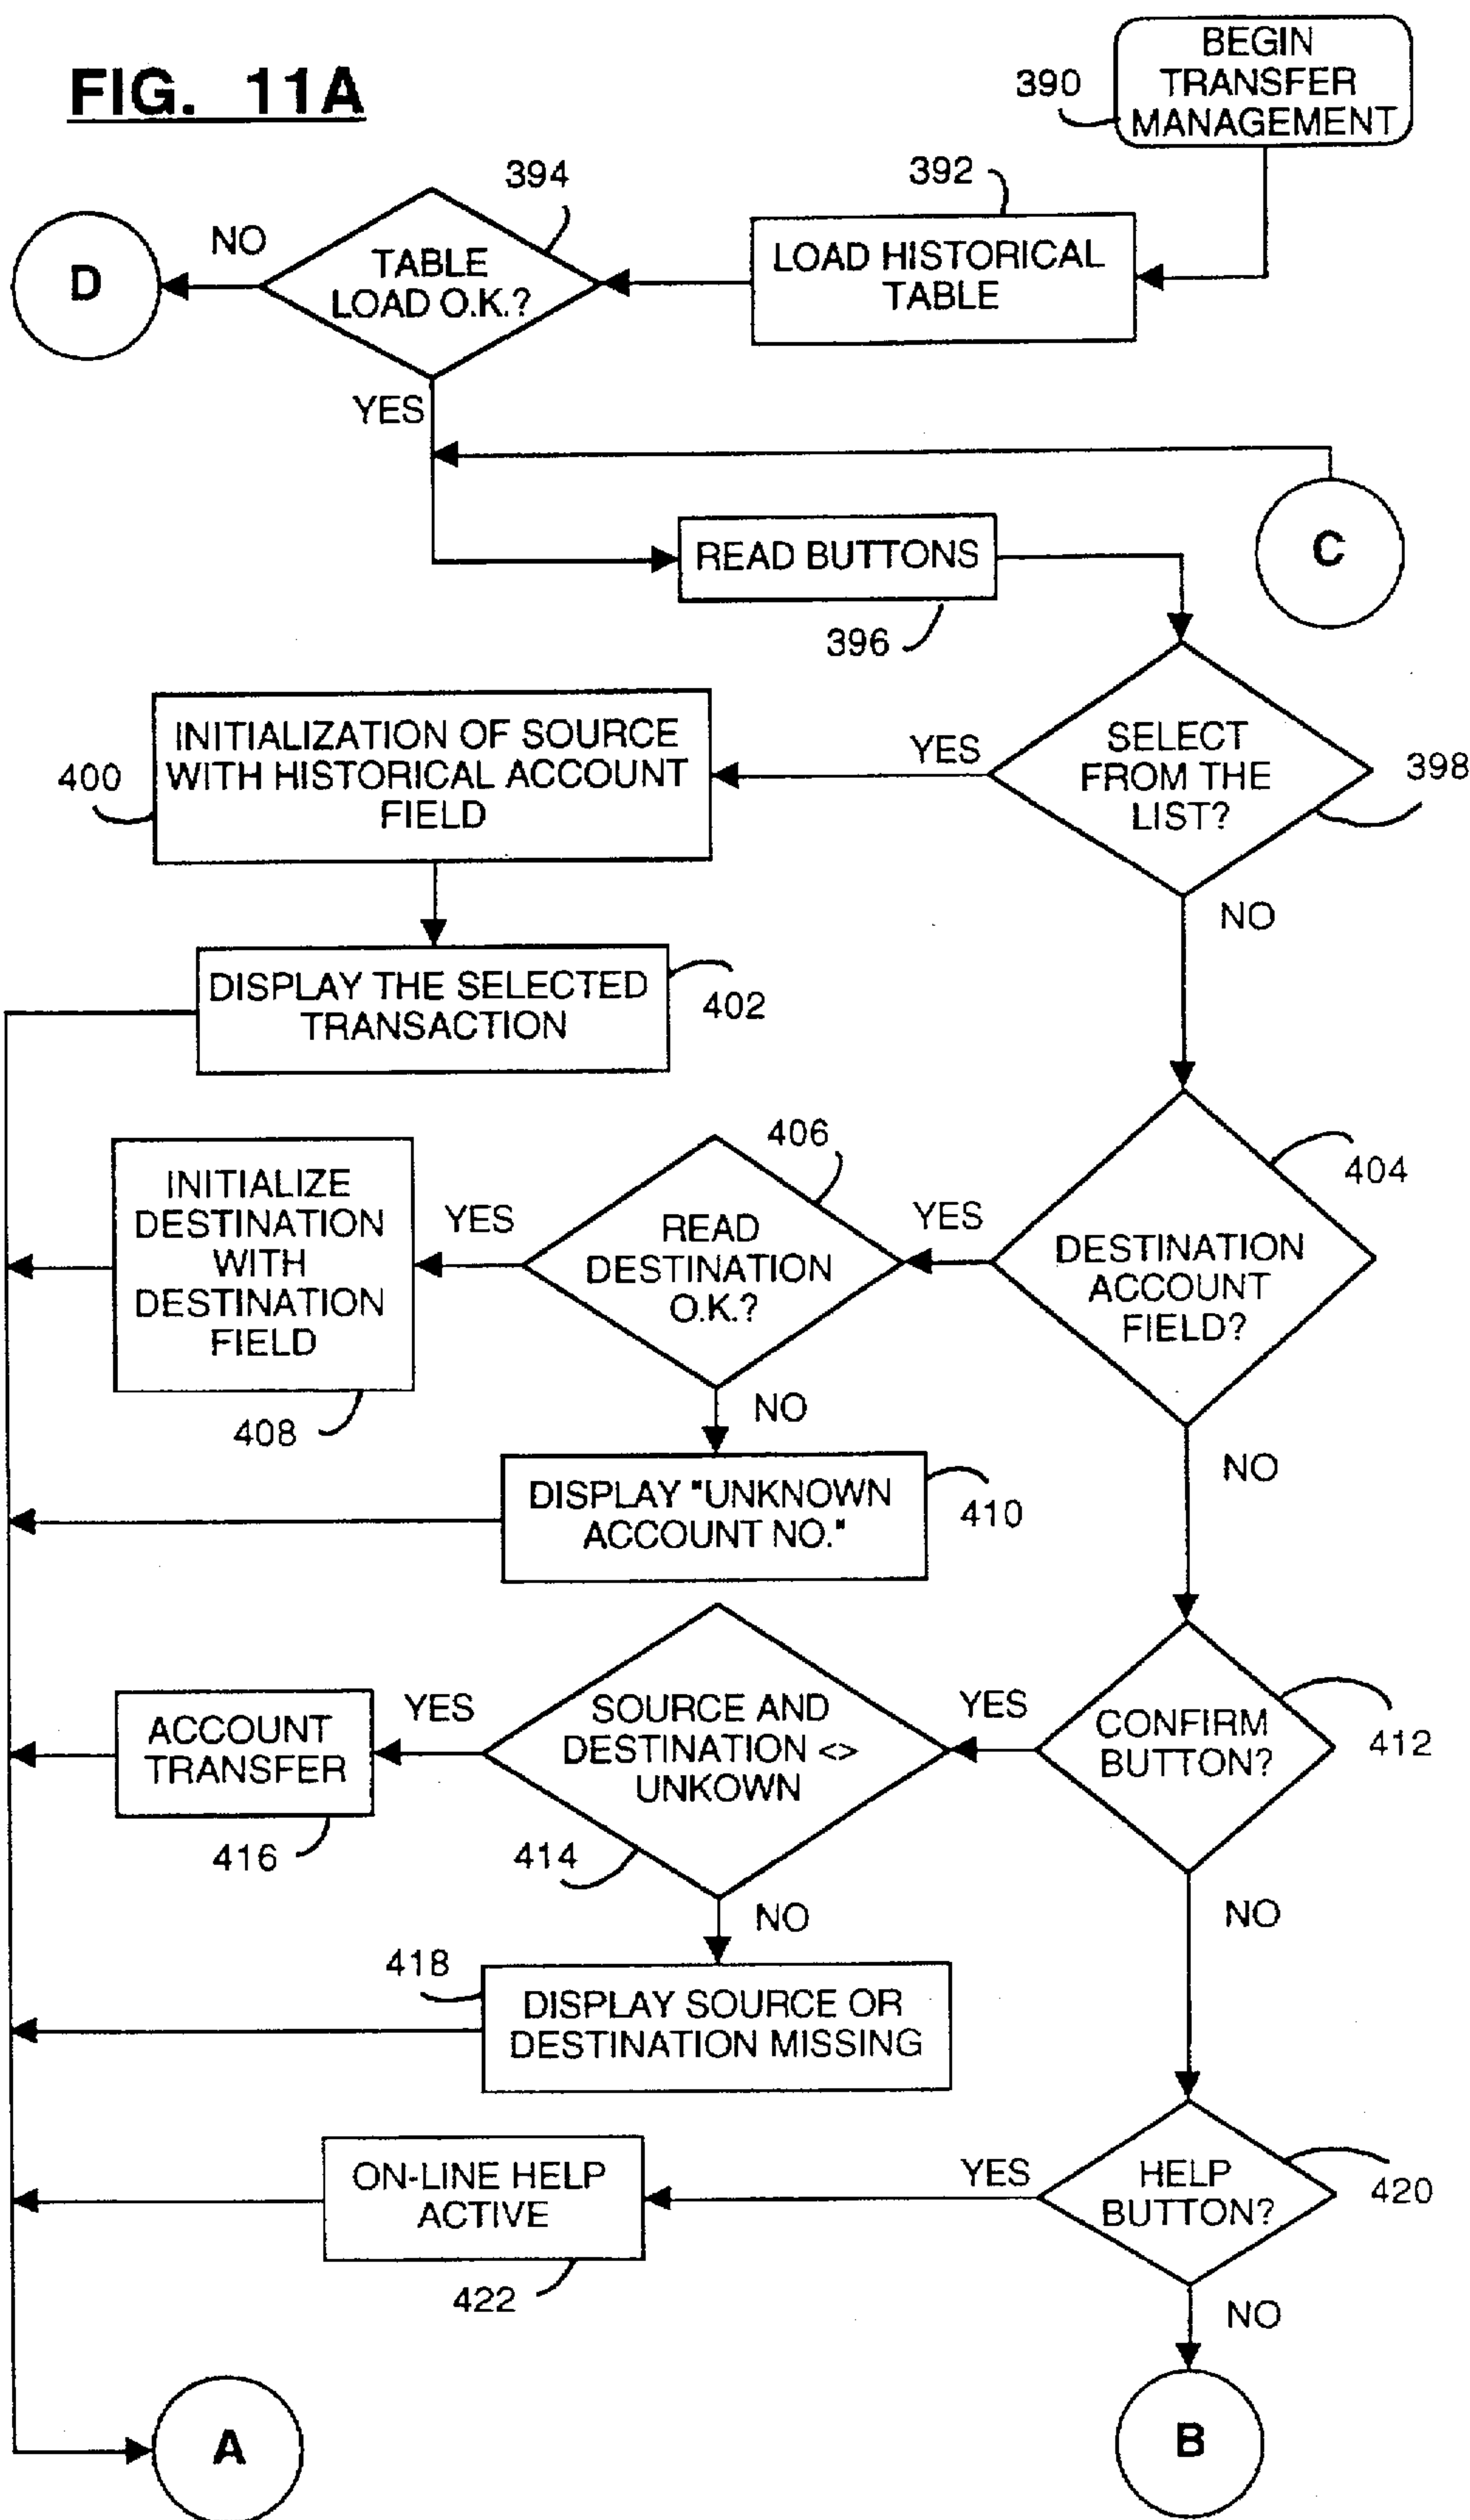 FIG. 11A
BEGIN
TRANSFER
MANAGEMENT
390
392
394
LOAD HISTORICAL
TABLE
TABLE
LOAD O.K.?
NO
D
YES
C
READ BUTTONS
396
SELECT
FROM THE
LIST?
398
YES
INITIALIZATION OF SOURCE
WITH HISTORICAL ACCOUNT
FIELD
400
NO
DISPLAY THE SELECTED
TRANSACTION
402
404
DESTINATION
ACCOUNT
FIELD?
YES
406
READ
DESTINATION
O.K.?
YES
INITIALIZE
DESTINATION
WITH
DESTINATION
FIELD
408
NO
DISPLAY "UNKNOWN
ACCOUNT NO."
410
NO
CONFIRM
BUTTON?
412
YES
SOURCE AND
DESTINATION <>
UNKOWN
414
YES
ACCOUNT
TRANSFER
416
NO
418
DISPLAY SOURCE OR
DESTINATION MISSING
NO
HELP
BUTTON?
420
YES
ON-LINE HELP
ACTIVE
422
NO
A
B